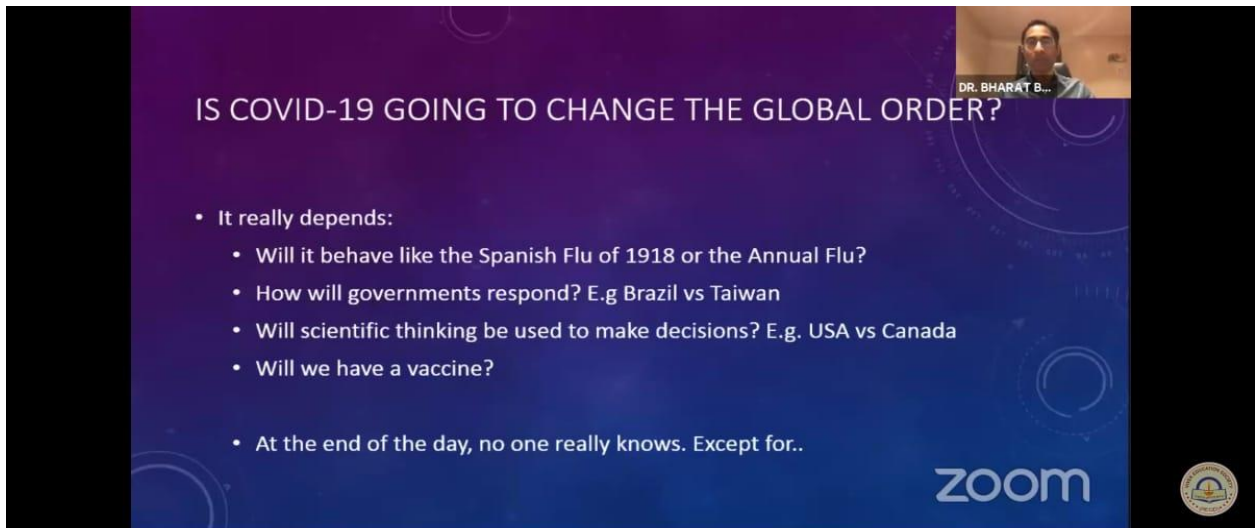 DR. BHARAT B...
IS COVID-19 GOING TO CHANGE THE GLOBAL ORDER?
• It really depends:
• Will it behave like the Spanish Flu of 1918 or the Annual Flu?
• How will governments respond? E.g Brazil vs Taiwan
• Will scientific thinking be used to make decisions? E.g. USA vs Canada
• Will we have a vaccine?
• At the end of the day, no one really knows. Except for..
zoom